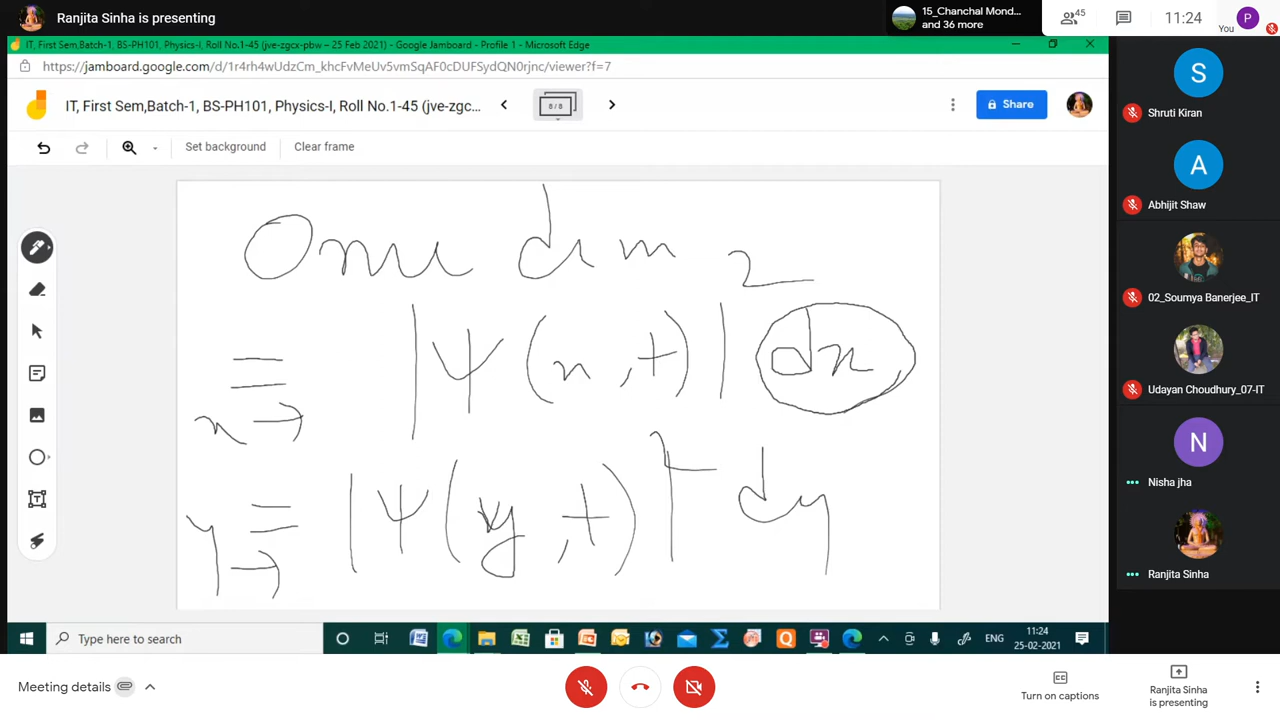 Ranjita Sinha is presenting
15_Chanchal Mond...
and 36 more
45
11:24
You
P
IT, First Sem,Batch-1, BS-PH101, Physics-I, Roll No.1-45 (jve-zgcx-pbw – 25 Feb 2021) - Google Jamboard - Profile 1 - Microsoft Edge
https://jamboard.google.com/d/1r4rh4wUdzCm_khcFvMeUv5vmSqAF0cDUFSydQN0rjnc/viewer?f=7
IT, First Sem,Batch-1, BS-PH101, Physics-I, Roll No.1-45 (jve-zgc...
8 / 8
Share
Set background
Clear frame
One dim
= |Ψ(x,t)|² dx
x→
= |Ψ(y,t)|² dy
y→
S
Shruti Kiran
A
Abhijit Shaw
02_Soumya Banerjee_IT
Udayan Choudhury_07-IT
N
Nisha jha
Ranjita Sinha
Type here to search
ENG
11:24
25-02-2021
Meeting details
Turn on captions
Ranjita Sinha
is presenting